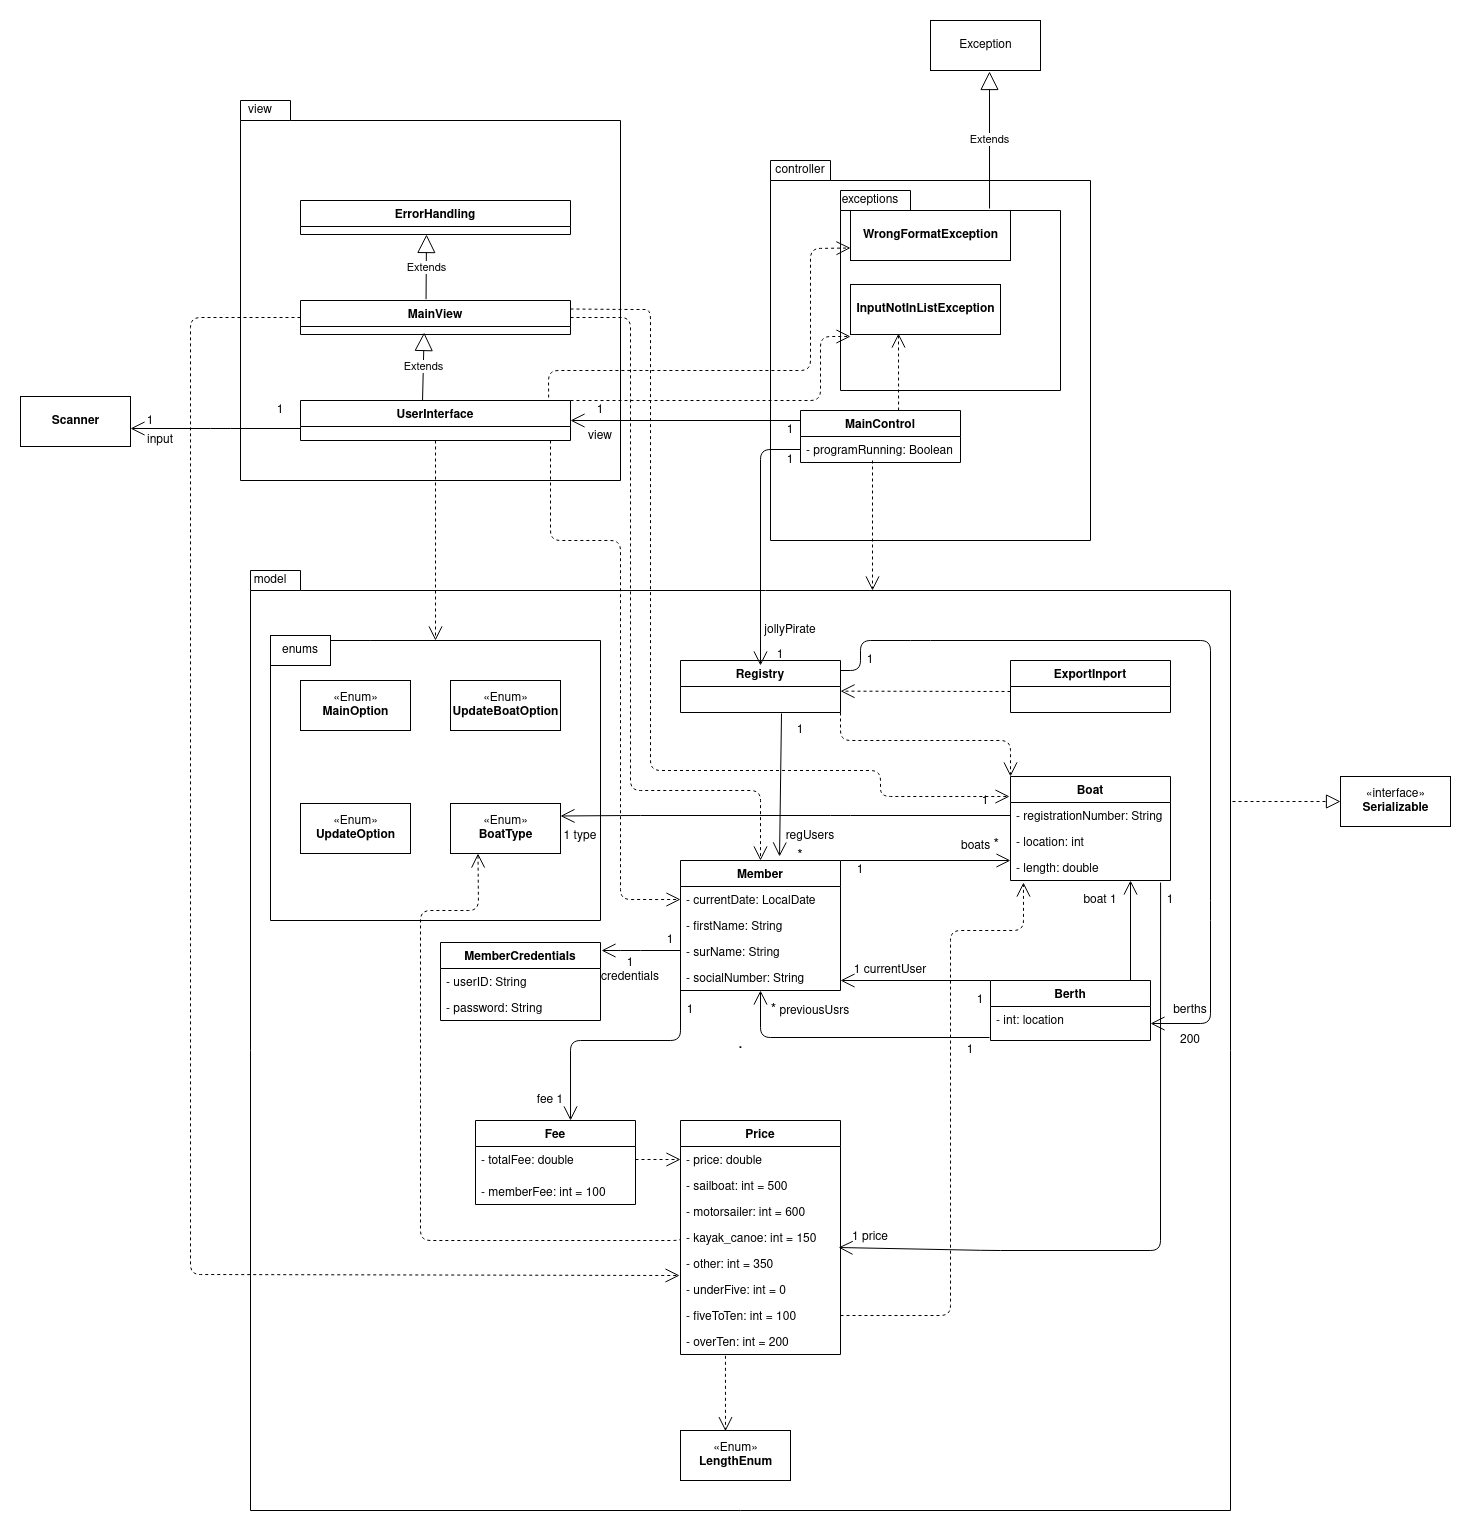 Exception
Extends
view
ErrorHandling
Extends
MainView
Extends
UserInterface
Scanner
1
input
1
1
view
controller
exceptions
WrongFormatException
InputNotInListException
MainControl
- programRunning: Boolean
1
1
model
enums
«Enum»
MainOption
«Enum»
UpdateBoatOption
«Enum»
UpdateOption
«Enum»
BoatType
1 type
jollyPirate
1
Registry
1
1
ExportInport
1
Boat
- registrationNumber: String
- location: int
- length: double
«interface»
Serializable
regUsers
*
boats *
1
Member
- currentDate: LocalDate
- firstName: String
- surName: String
- socialNumber: String
boat 1
1
1
MemberCredentials
- userID: String
- password: String
1
credentials
1 currentUser
1
Berth
- int: location
berths
200
1
* previousUsrs
1
fee 1
Fee
- totalFee: double
- memberFee: int = 100
Price
- price: double
- sailboat: int = 500
- motorsailer: int = 600
- kayak_canoe: int = 150
- other: int = 350
- underFive: int = 0
- fiveToTen: int = 100
- overTen: int = 200
1 price
«Enum»
LengthEnum